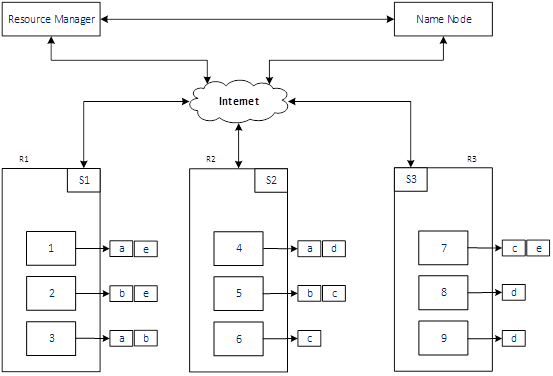 Resource Manager
Name Node
Internet
R1
R2
R3
S1
S2
S3
1 a e
4 a d
7 c e
2 b e
5 b c
8 d
3 a b
6 c
9 d